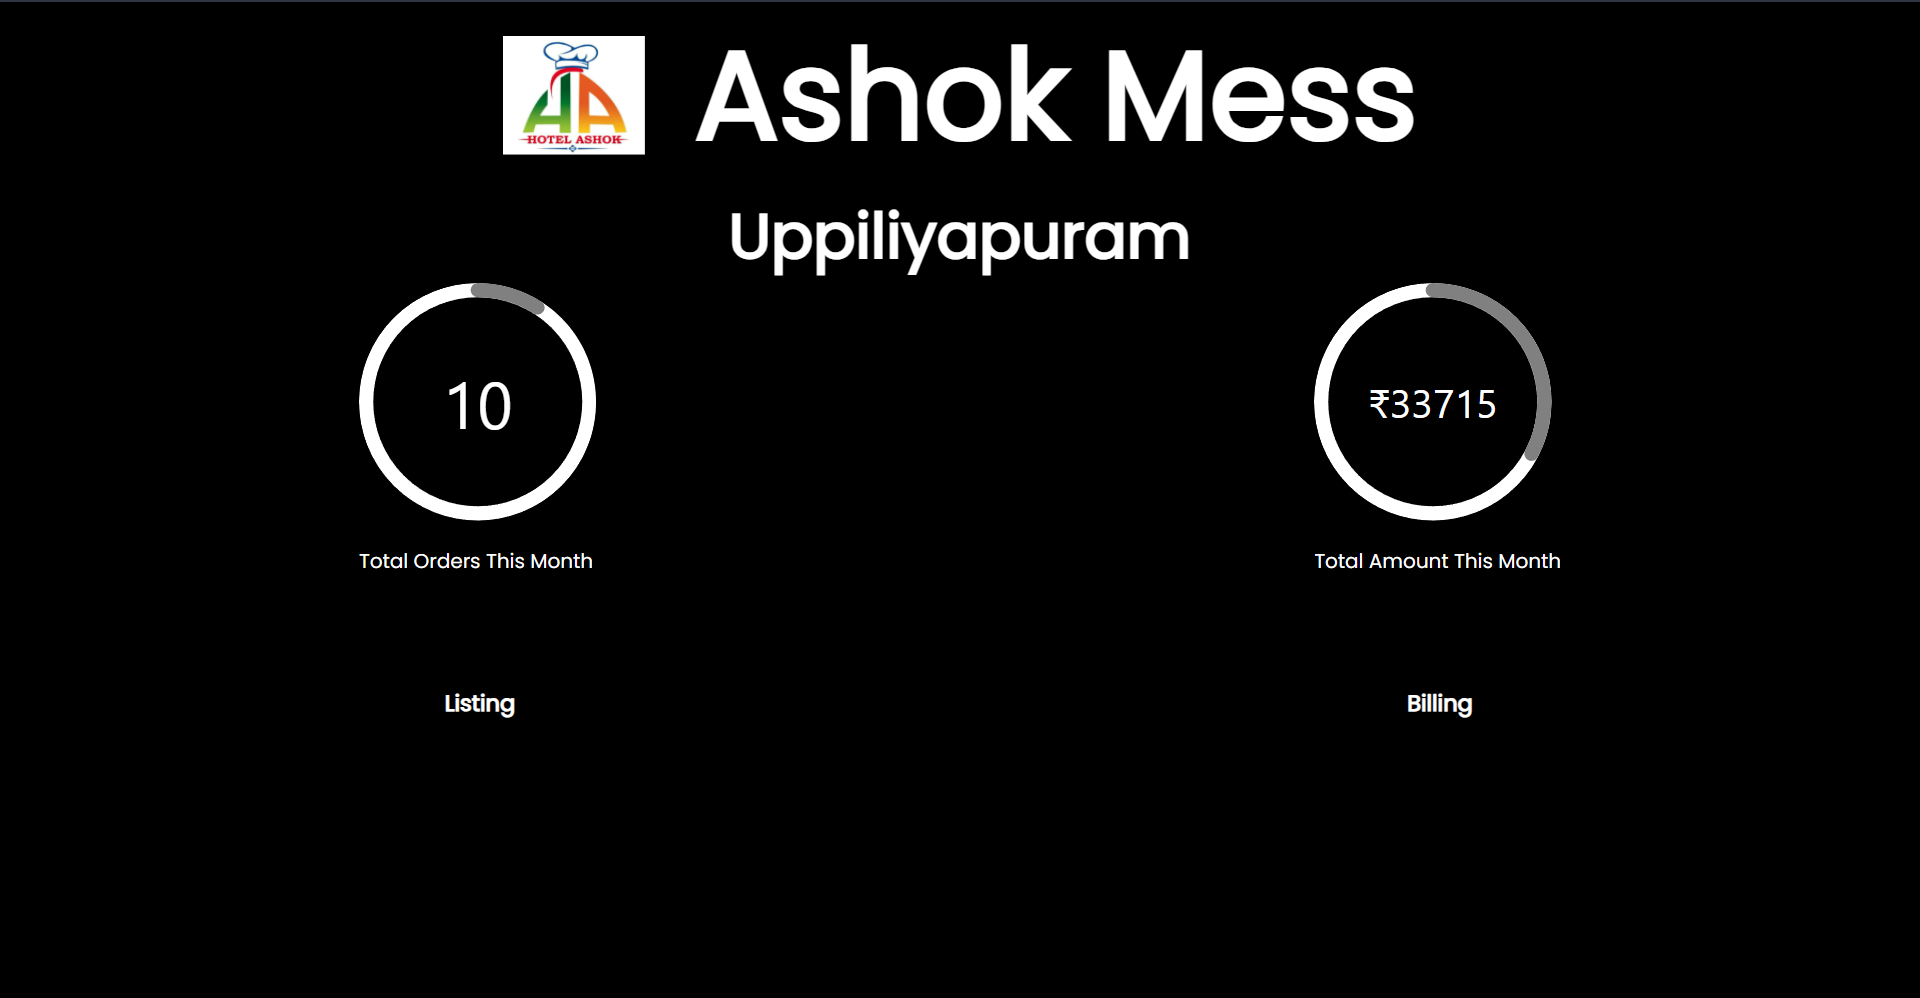 HOTEL ASHOK
Ashok Mess
Uppiliyapuram
10
₹33715
Total Orders This Month
Total Amount This Month
Listing
Billing